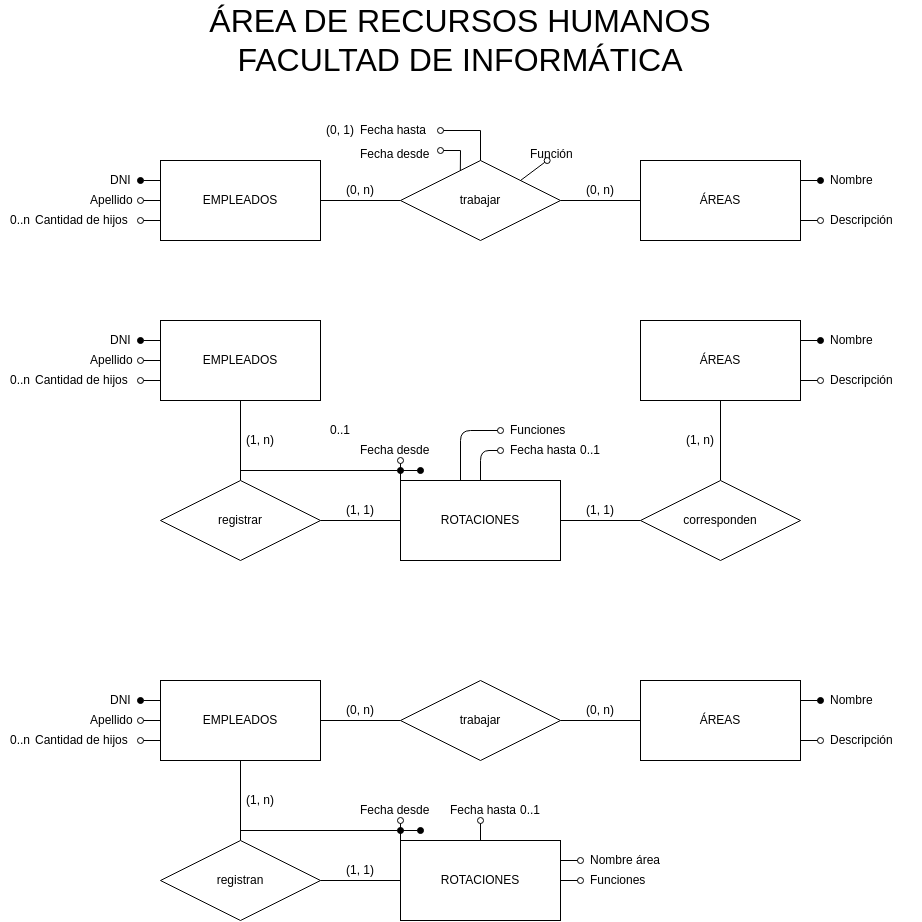 ÁREA DE RECURSOS HUMANOS
FACULTAD DE INFORMÁTICA
(0, 1) Fecha hasta
Fecha desde
Función
DNI
Apellido
0..n Cantidad de hijos
EMPLEADOS
(0, n)
trabajar
(0, n)
ÁREAS
Nombre
Descripción
DNI
Apellido
0..n Cantidad de hijos
EMPLEADOS
ÁREAS
Nombre
Descripción
(1, n)
0..1
Fecha desde
Funciones
Fecha hasta 0..1
(1, n)
registrar
(1, 1)
ROTACIONES
(1, 1)
corresponden
DNI
Apellido
0..n Cantidad de hijos
EMPLEADOS
(0, n)
trabajar
(0, n)
ÁREAS
Nombre
Descripción
(1, n)
Fecha desde
Fecha hasta 0..1
registran
(1, 1)
ROTACIONES
Nombre área
Funciones